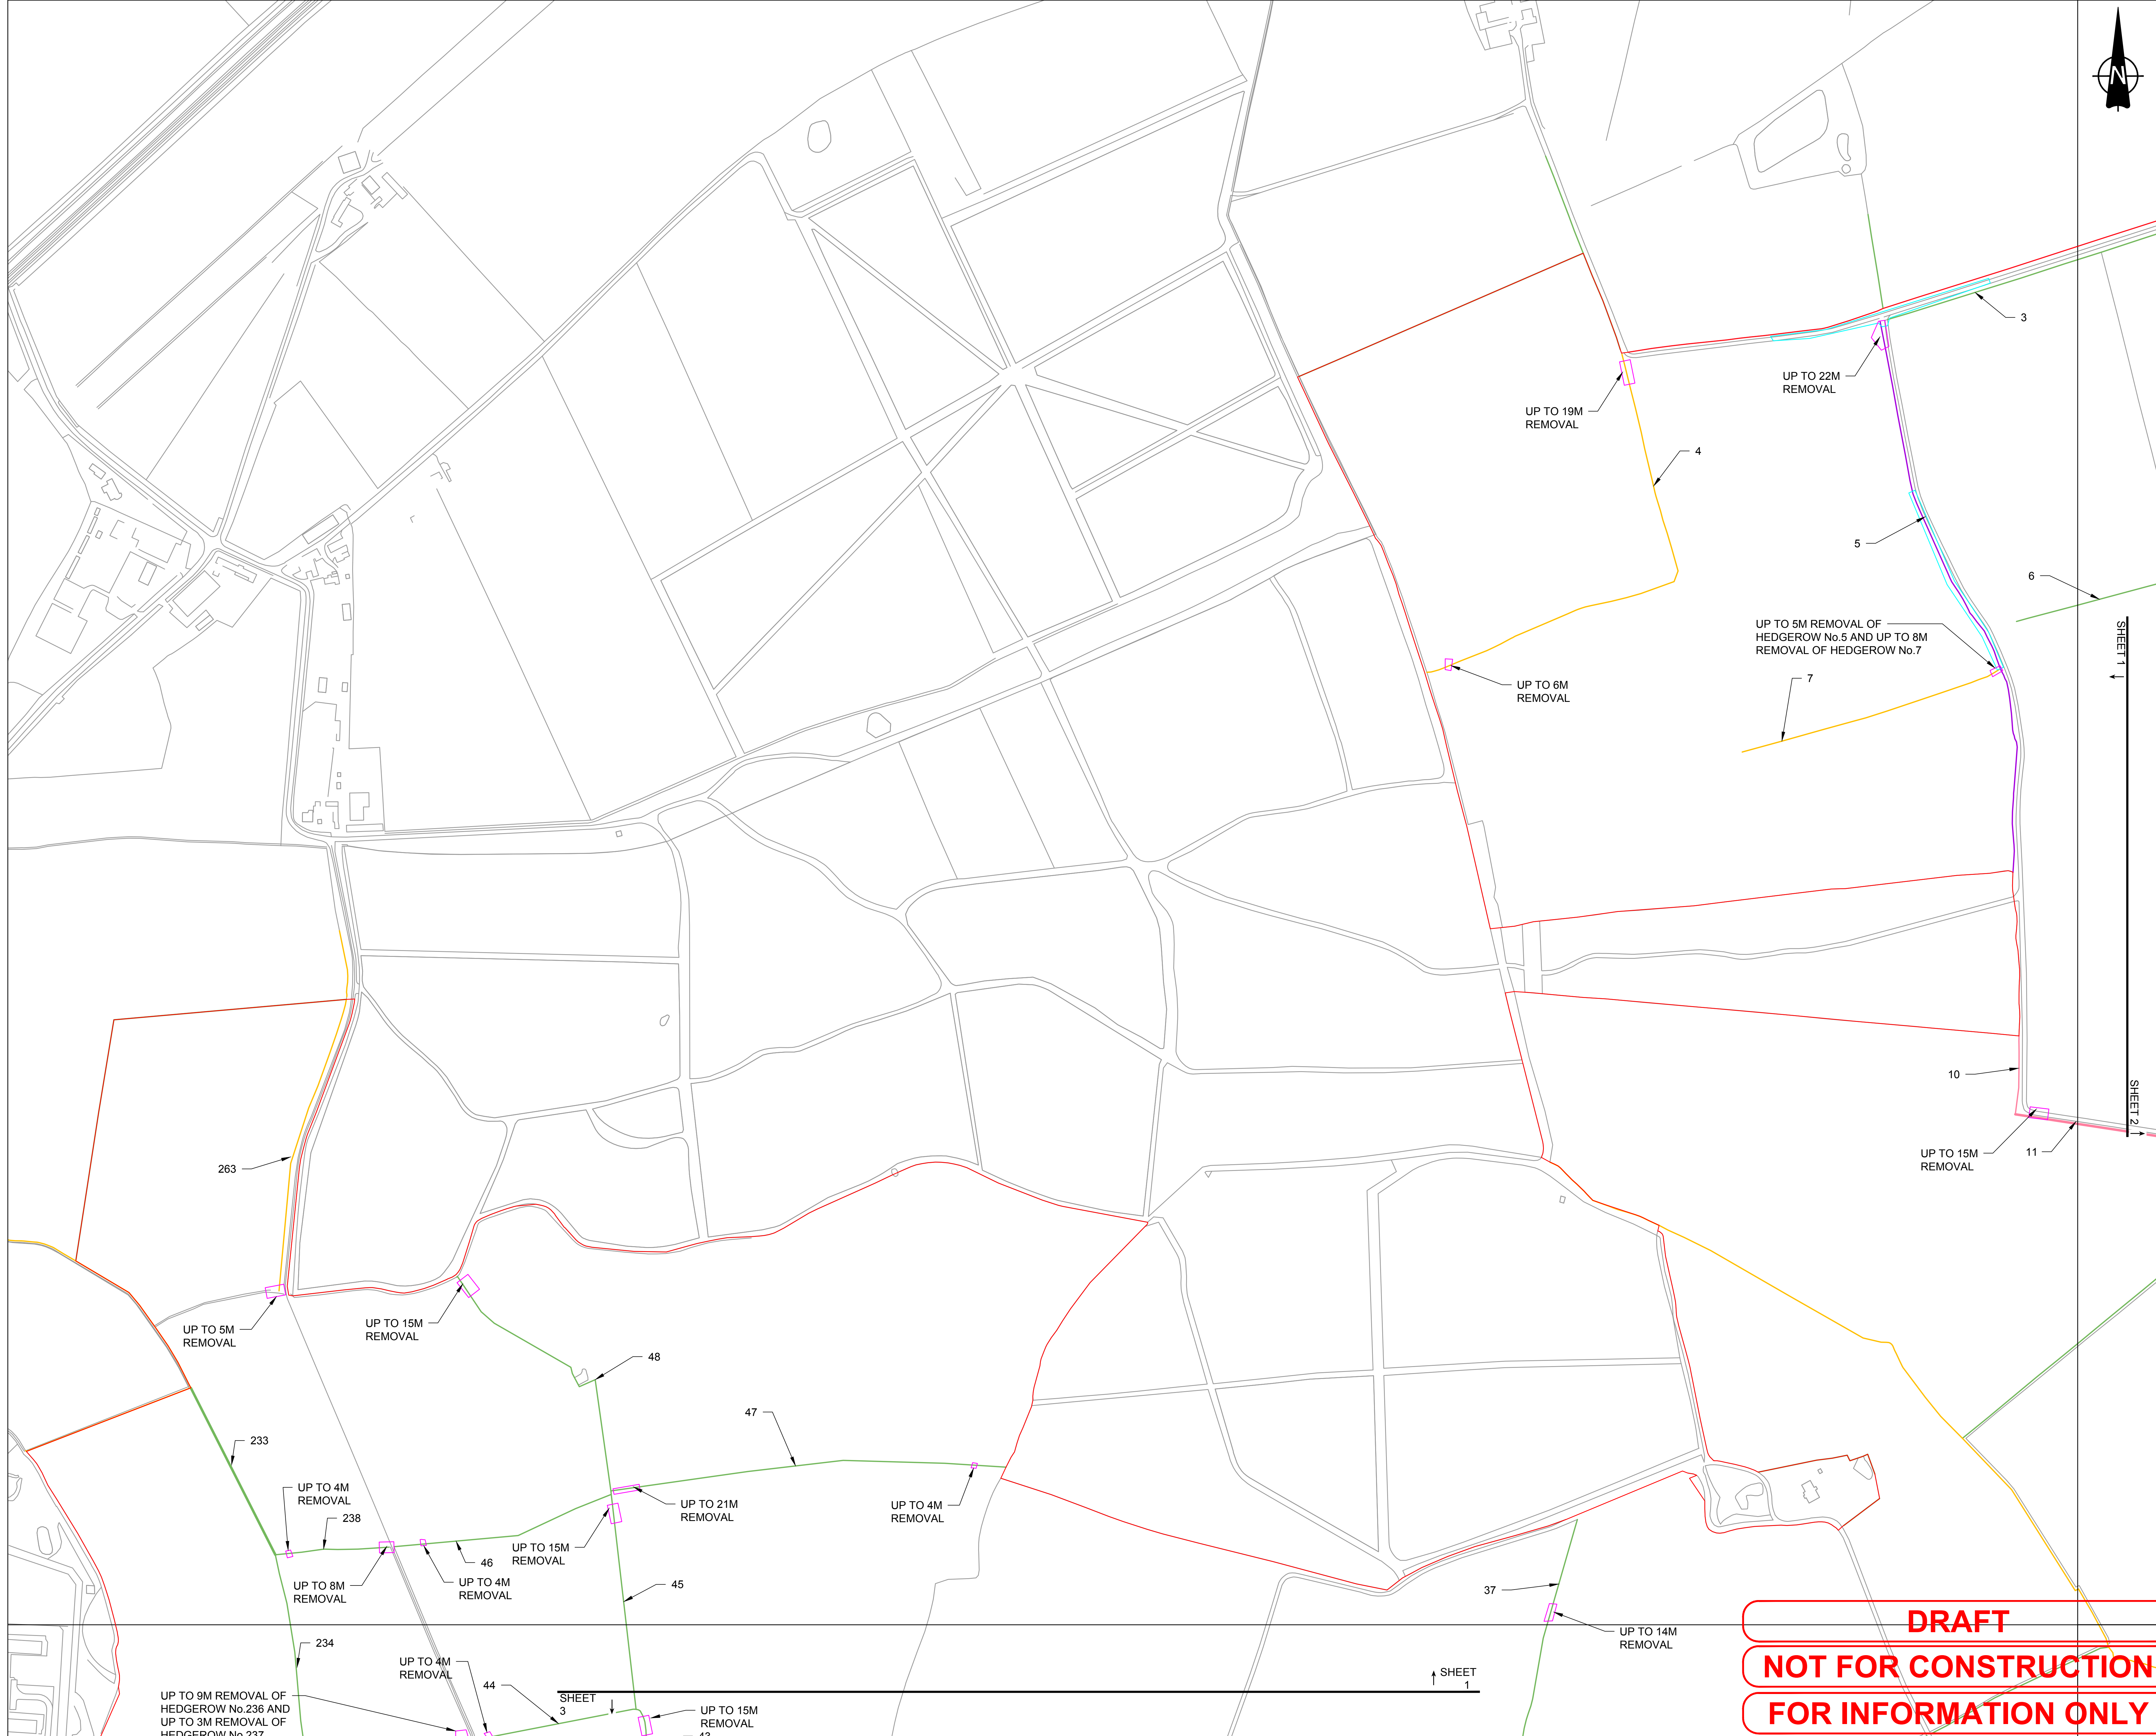 N
3
UP TO 22M
REMOVAL
UP TO 19M
REMOVAL
4
5
6
UP TO 5M REMOVAL OF
HEDGEROW No.5 AND UP TO 8M
REMOVAL OF HEDGEROW No.7
SHEET 1
7
UP TO 6M
REMOVAL
10
SHEET 2
UP TO 15M
REMOVAL
11
263
UP TO 5M
REMOVAL
UP TO 15M
REMOVAL
48
47
233
UP TO 4M
REMOVAL
238
UP TO 21M
REMOVAL
UP TO 4M
REMOVAL
UP TO 15M
REMOVAL
46
UP TO 8M
REMOVAL
UP TO 4M
REMOVAL
45
37
UP TO 14M
REMOVAL
234
UP TO 4M
REMOVAL
44
SHEET
3
SHEET
1
UP TO 9M REMOVAL OF
HEDGEROW No.236 AND
UP TO 3M REMOVAL OF
HEDGEROW No.237
UP TO 15M
REMOVAL
43
DRAFT
NOT FOR CONSTRUCTION
FOR INFORMATION ONLY